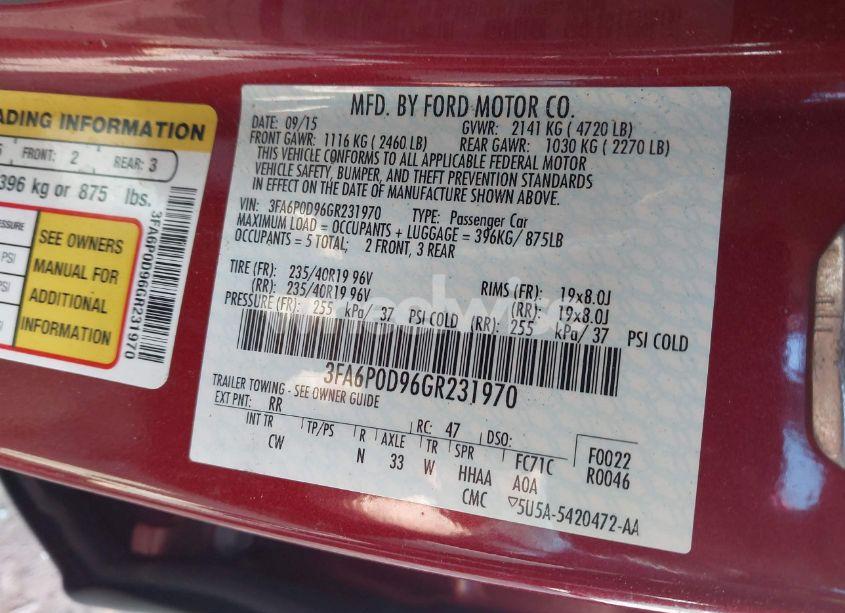 ADING INFORMATION
FRONT: 2 REAR: 3
396 kg or 875 lbs.
PRESSURE
PSI
PSI
SEE OWNERS
MANUAL FOR
ADDITIONAL
INFORMATION
3FA6P0D96GR231970
MFD. BY FORD MOTOR CO.
DATE: 09/15 GVWR: 2141 KG ( 4720 LB)
FRONT GAWR: 1116 KG ( 2460 LB) REAR GAWR: 1030 KG ( 2270 LB)
THIS VEHICLE CONFORMS TO ALL APPLICABLE FEDERAL MOTOR
VEHICLE SAFETY, BUMPER, AND THEFT PREVENTION STANDARDS
IN EFFECT ON THE DATE OF MANUFACTURE SHOWN ABOVE.
VIN: 3FA6P0D96GR231970 TYPE: Passenger Car
MAXIMUM LOAD = OCCUPANTS + LUGGAGE = 396KG/ 875LB
OCCUPANTS = 5 TOTAL; 2 FRONT, 3 REAR
TIRE (FR): 235/40R19 96V RIMS (FR): 19x8.0J
(RR): 235/40R19 96V (RR): 19x8.0J
PRESSURE (FR): 255 kPa/ 37 PSI COLD (RR): 255 kPa/ 37 PSI COLD
3FA6P0D96GR231970
TRAILER TOWING - SEE OWNER GUIDE
EXT PNT: RR RC: 47 DSO: F0022
INT TR TP/PS R AXLE TR SPR FC71C R0046
CW N 33 W HHAA A0A
CMC ▽5U5A-5420472-AA